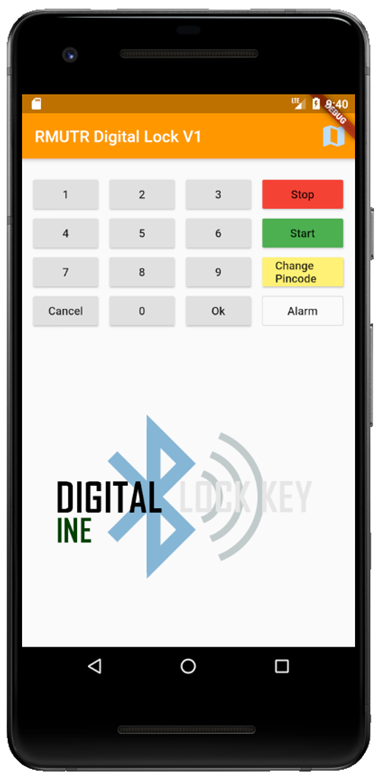 LTE 9:40
DEBUG
RMUTR Digital Lock V1
1 2 3 Stop
4 5 6 Start
7 8 9 Change
Pincode
Cancel 0 Ok Alarm
DIGITAL LOCK KEY
INE